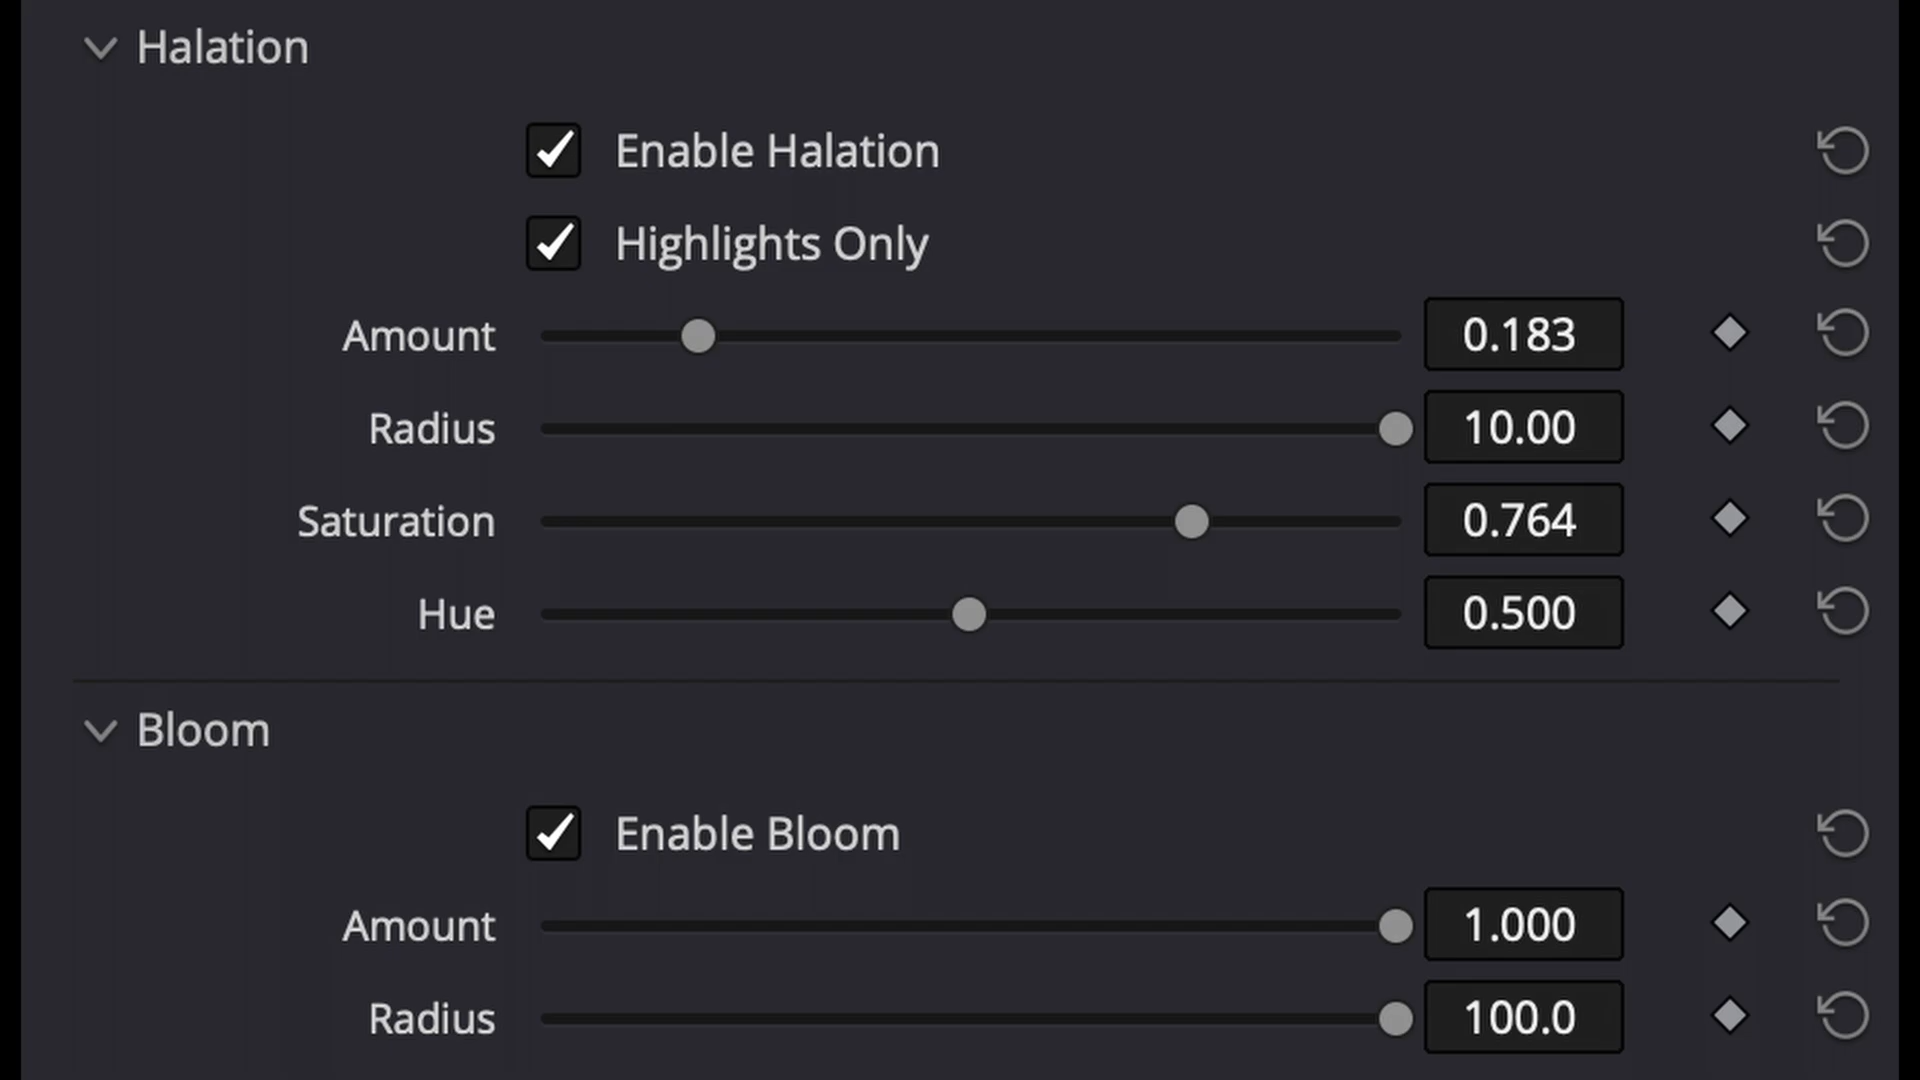 Halation
Enable Halation
Highlights Only
Amount 0.183
Radius 10.00
Saturation 0.764
Hue 0.500
Bloom
Enable Bloom
Amount 1.000
Radius 100.0